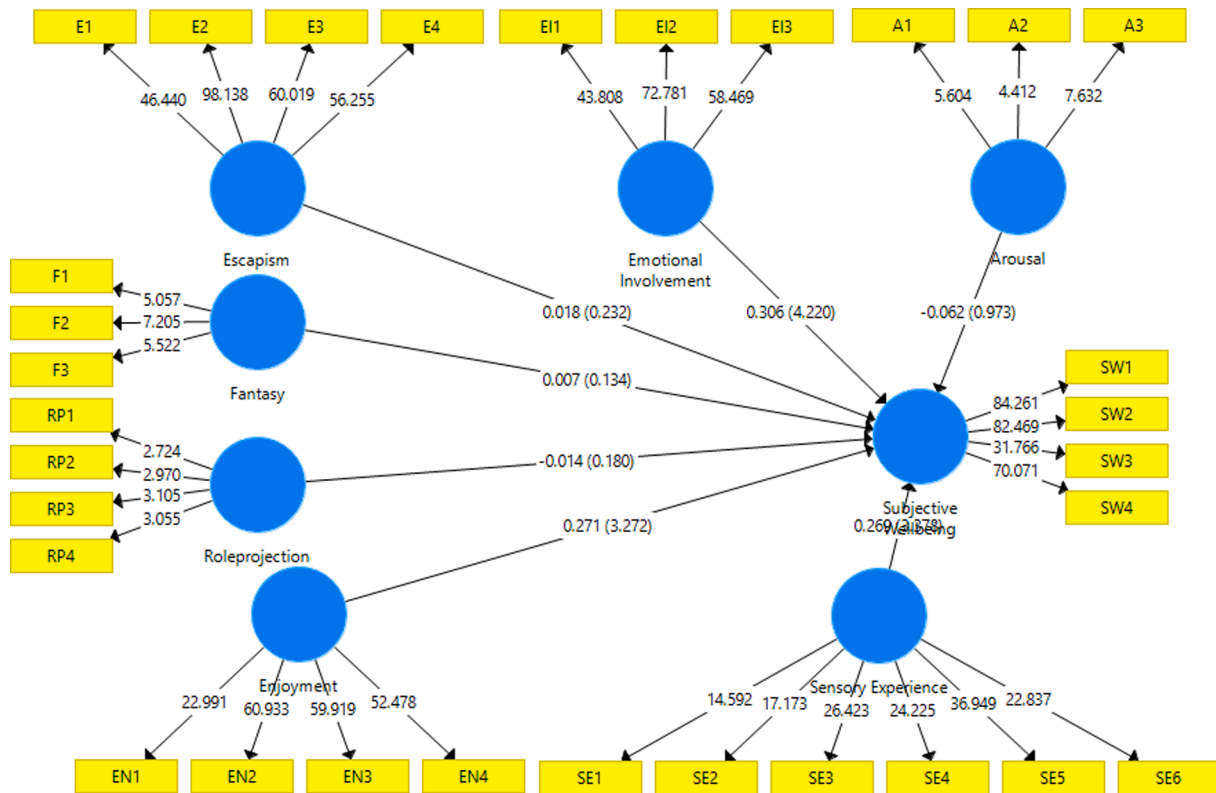 E1
E2
E3
E4
EI1
EI2
EI3
A1
A2
A3
46.440
98.138
60.019
56.255
43.808
72.781
58.469
5.604
4.412
7.632
Escapism
Emotional
Involvement
Arousal
F1
F2
F3
5.057
7.205
5.522
Fantasy
0.018 (0.232)
0.306 (4.220)
-0.062 (0.973)
0.007 (0.134)
RP1
RP2
RP3
RP4
2.724
2.970
3.105
3.055
Roleprojection
-0.014 (0.180)
0.271 (3.272)
SW1
SW2
SW3
SW4
84.261
82.469
31.766
70.071
Subjective
Wellbeing
0.269 (3.378)
Enjoyment
Sensory Experience
22.991
60.933
59.919
52.478
14.592
17.173
26.423
24.225
36.949
22.837
EN1
EN2
EN3
EN4
SE1
SE2
SE3
SE4
SE5
SE6